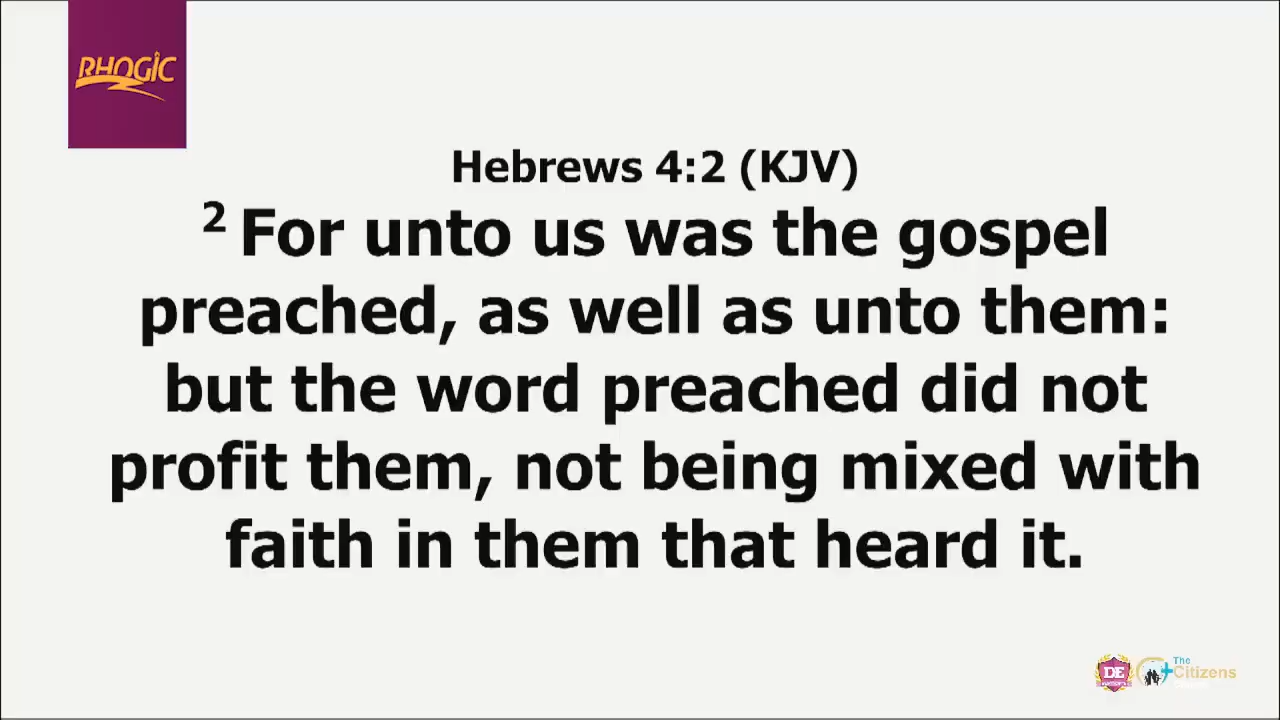 RHOGIC
Hebrews 4:2 (KJV)
2 For unto us was the gospel
preached, as well as unto them:
but the word preached did not
profit them, not being mixed with
faith in them that heard it.
DE
The
Citizens